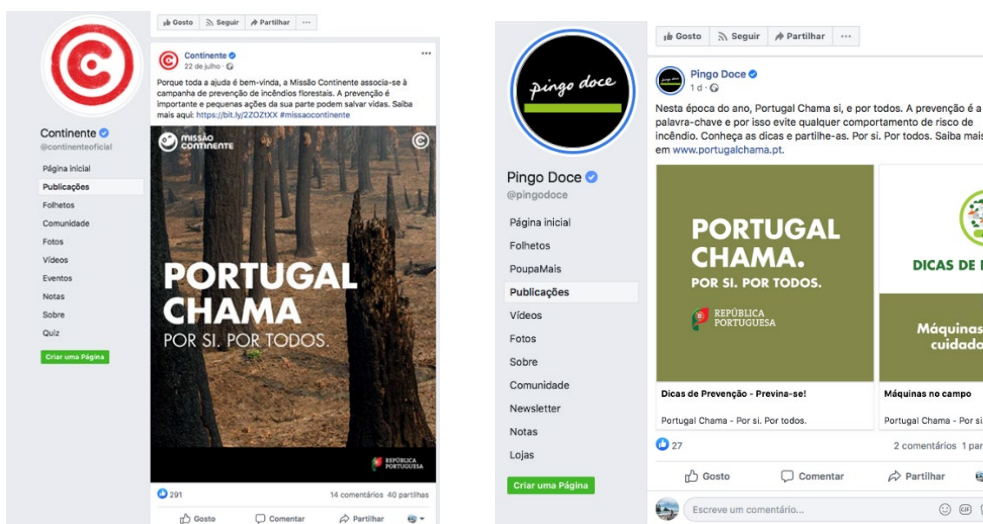 Gosto Seguir Partilhar ...
Continente
22 de julho ·
Porque toda a ajuda é bem-vinda, a Missão Continente associa-se à
campanha de prevenção de incêndios florestais. A prevenção é
importante e pequenas ações da sua parte podem salvar vidas. Saiba
mais aqui: https://bit.ly/2ZOZtXX #missaocontinente
Continente
@continenteoficial
Página inicial
Publicações
Folhetos
Comunidade
Fotos
Vídeos
Eventos
Notas
Sobre
Quiz
Criar uma Página
missão
continente
PORTUGAL
CHAMA
POR SI. POR TODOS.
REPÚBLICA
PORTUGUESA
291
14 comentários 40 partilhas
Gosto Comentar Partilhar
Gosto Seguir Partilhar ...
pingo doce
Pingo Doce
1 d ·
Nesta época do ano, Portugal Chama si, e por todos. A prevenção é a
palavra-chave e por isso evite qualquer comportamento de risco de
incêndio. Conheça as dicas e partilhe-as. Por si. Por todos. Saiba mais
em www.portugalchama.pt.
Pingo Doce
@pingodoce
Página inicial
Folhetos
PoupaMais
Publicações
Vídeos
Fotos
Sobre
Comunidade
Newsletter
Notas
Lojas
Criar uma Página
PORTUGAL
CHAMA.
POR SI. POR TODOS.
REPÚBLICA
PORTUGUESA
DICAS DE
Máquinas
cuidado
Dicas de Prevenção - Previna-se!
Portugal Chama - Por si. Por todos.
Máquinas no campo
Portugal Chama - Por si.
27
2 comentários 1 par
Gosto Comentar Partilhar
Escreve um comentário...
GIF